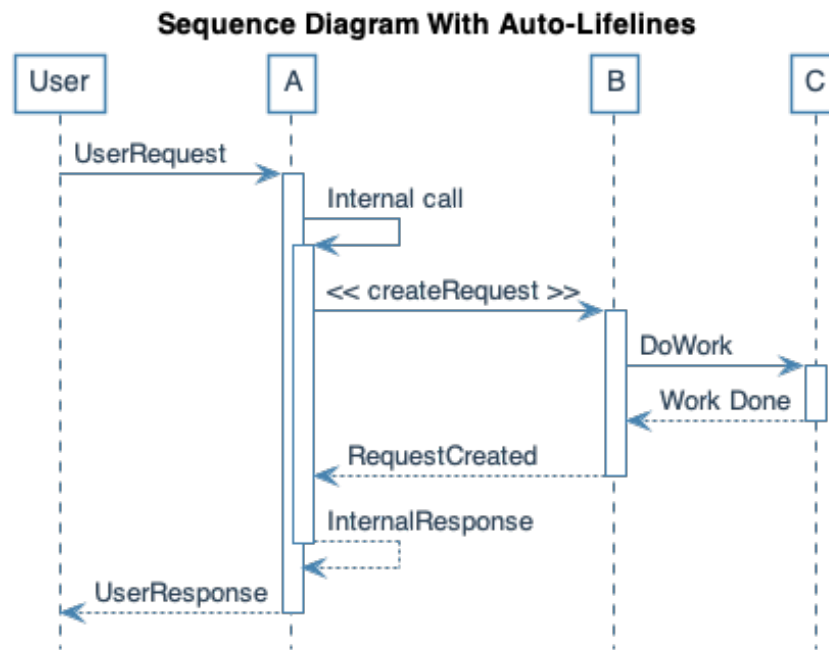 Sequence Diagram With Auto-Lifelines
User
A
B
C
UserRequest
Internal call
<< createRequest >>
DoWork
Work Done
RequestCreated
InternalResponse
UserResponse